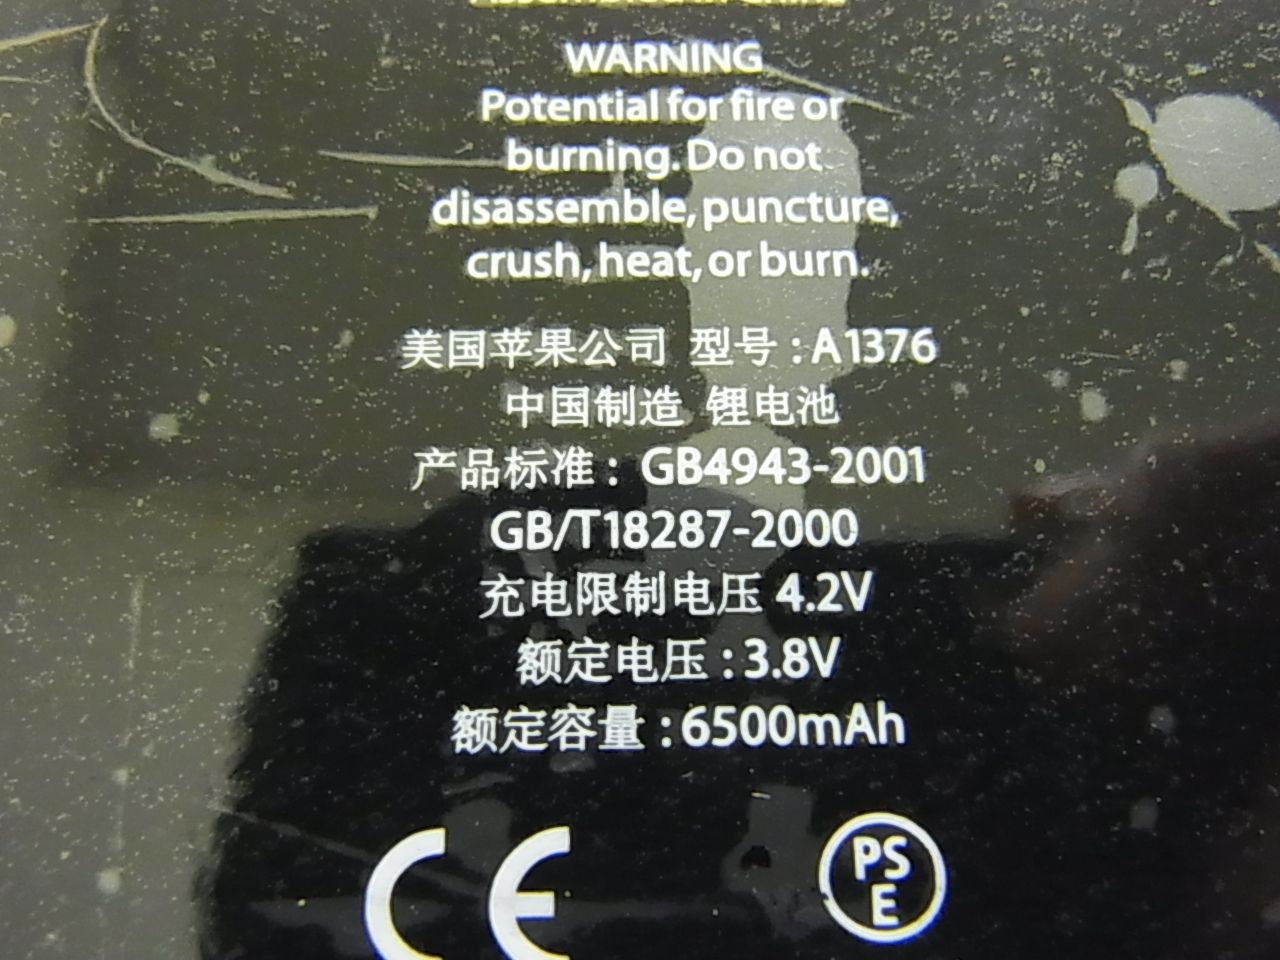 Assembled in China
WARNING
Potential for fire or
burning. Do not
disassemble, puncture,
crush, heat, or burn.
美国苹果公司 型号 : A1376
中国制造 锂电池
产品标准 : GB4943-2001
GB/T18287-2000
充电限制电压 4.2V
额定电压 : 3.8V
额定容量 : 6500mAh
CE
PS
E